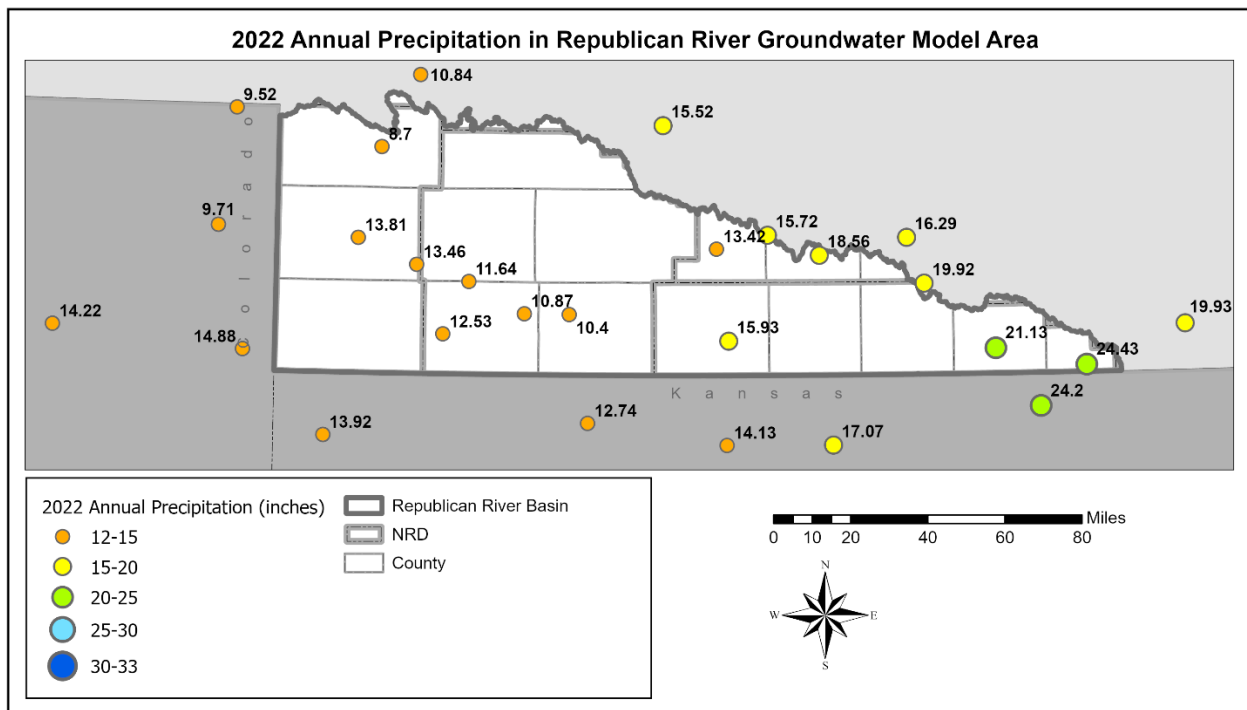 2022 Annual Precipitation in Republican River Groundwater Model Area
10.84
9.52
15.52
8.7
Colorado
9.71
13.81
13.46
13.42
15.72
18.56
16.29
11.64
19.92
14.22
14.88
12.53
10.87
10.4
15.93
21.13
19.93
24.43
Kansas
24.2
13.92
12.74
14.13
17.07
2022 Annual Precipitation (inches)
12-15
15-20
20-25
25-30
30-33
Republican River Basin
NRD
County
Miles
0 5 10 20 40 60 80
N
W E
S